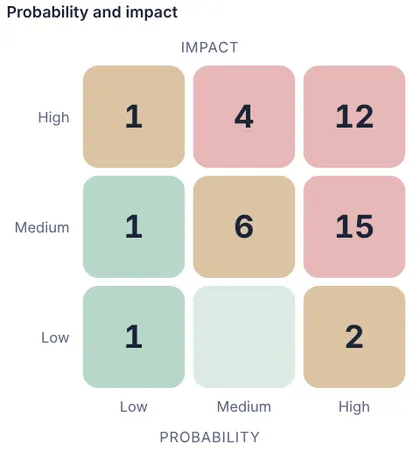 Probability and impact
IMPACT
High 1 4 12
Medium 1 6 15
Low 1 2
Low Medium High
PROBABILITY